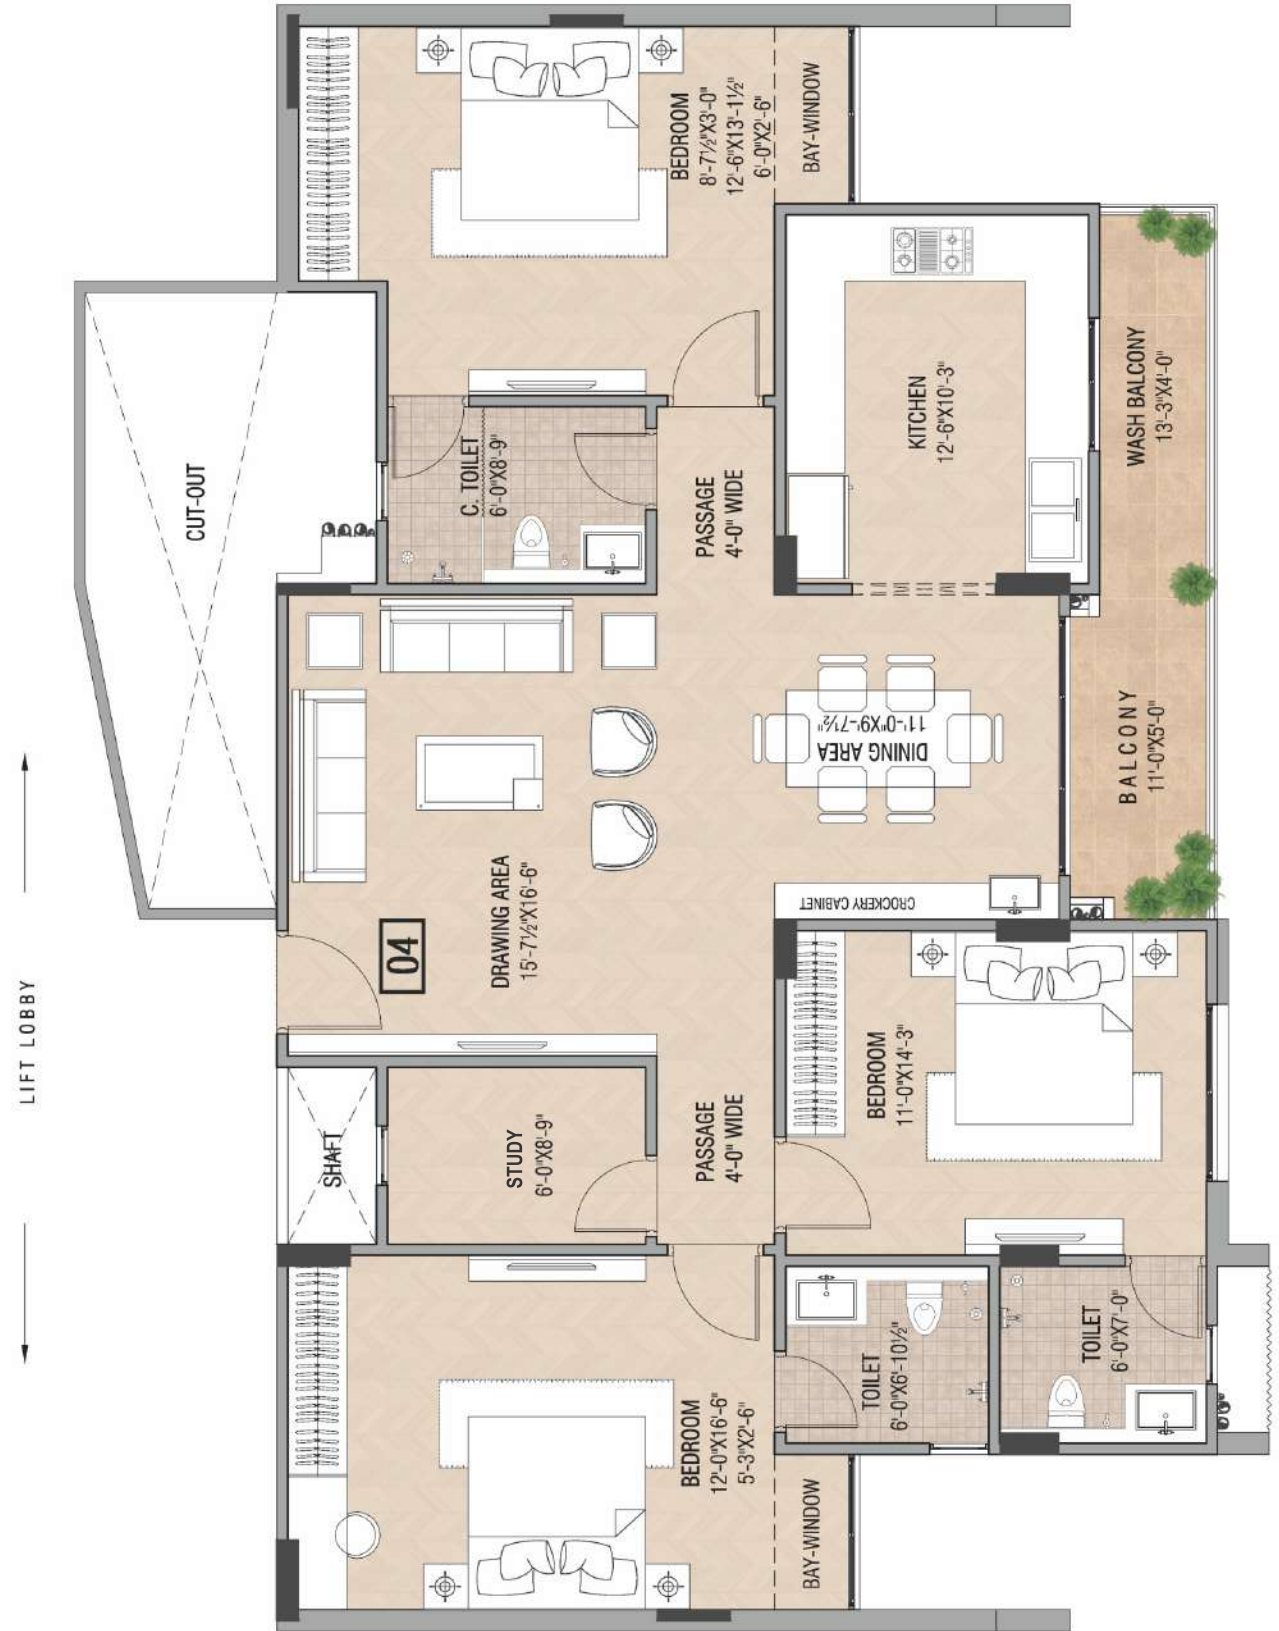 BEDROOM
8'-7½"X3'-0"
12'-6"X13'-1½"
6'-0"X2'-6"
BAY-WINDOW
CUT-OUT
C. TOILET
6'-0"X8'-9"
PASSAGE
4'-0" WIDE
KITCHEN
12'-6"X10'-3"
WASH BALCONY
13'-3"X4'-0"
LIFT LOBBY
04
DRAWING AREA
15'-7½"X16'-6"
DINING AREA
11'-0"X9'-7½"
BALCONY
11'-0"X5'-0"
CROCKERY CABINET
SHAFT
STUDY
6'-0"X8'-9"
PASSAGE
4'-0" WIDE
BEDROOM
11'-0"X14'-3"
BEDROOM
12'-0"X16'-6"
5'-3"X2'-6"
BAY-WINDOW
TOILET
6'-0"X6'-10½"
TOILET
6'-0"X7'-0"